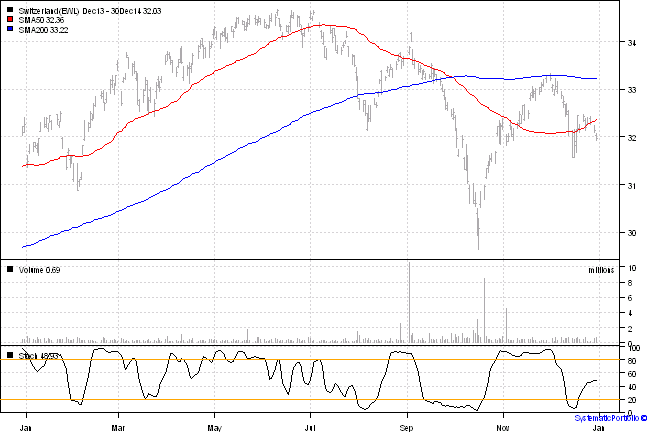 Switzerland (EWL) Dec13 - 30Dec14 32.03
SMA50 32.36
SMA200 33.22
34
33
32
31
30
Volume 0.69
millions
10
8
6
4
2
0
Stoch 48.93
100
80
60
40
20
0
Jan
Mar
May
Jul
Sep
Nov
Jan
SystematicPortfolio ©